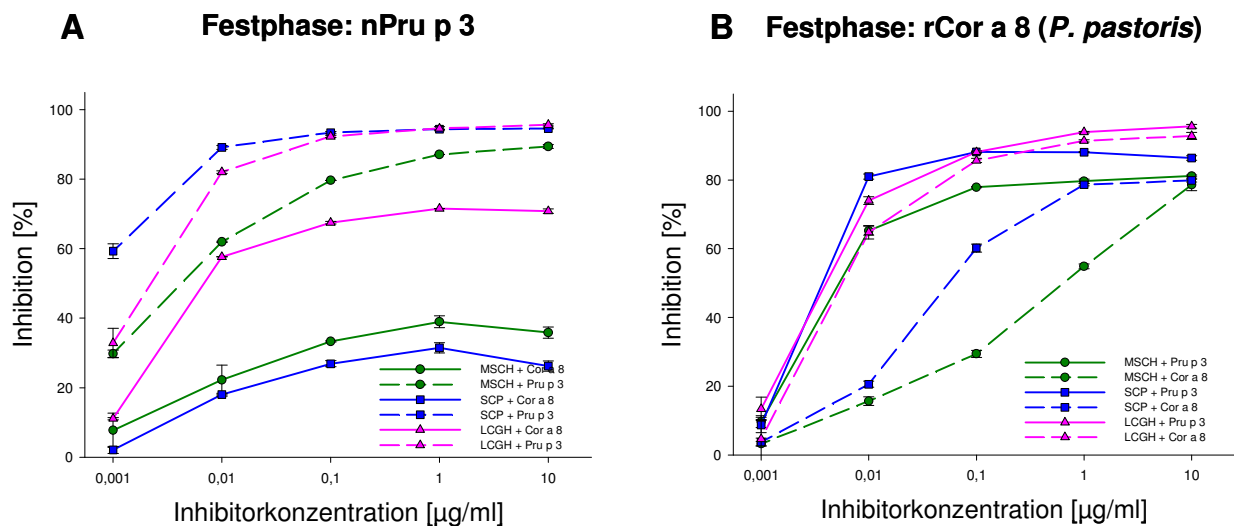 A Festphase: nPru p 3
Inhibition [%]
100
80
60
40
20
0
0,001 0,01 0,1 1 10
Inhibitorkonzentration [µg/ml]
MSCH + Cor a 8
MSCH + Pru p 3
SCP + Cor a 8
SCP + Pru p 3
LCGH + Cor a 8
LCGH + Pru p 3
B Festphase: rCor a 8 (P. pastoris)
Inhibition [%]
100
80
60
40
20
0
0,001 0,01 0,1 1 10
Inhibitorkonzentration [µg/ml]
MSCH + Pru p 3
MSCH + Cor a 8
SCP + Pru p 3
SCP + Cor a 8
LCGH + Pru p 3
LCGH + Cor a 8